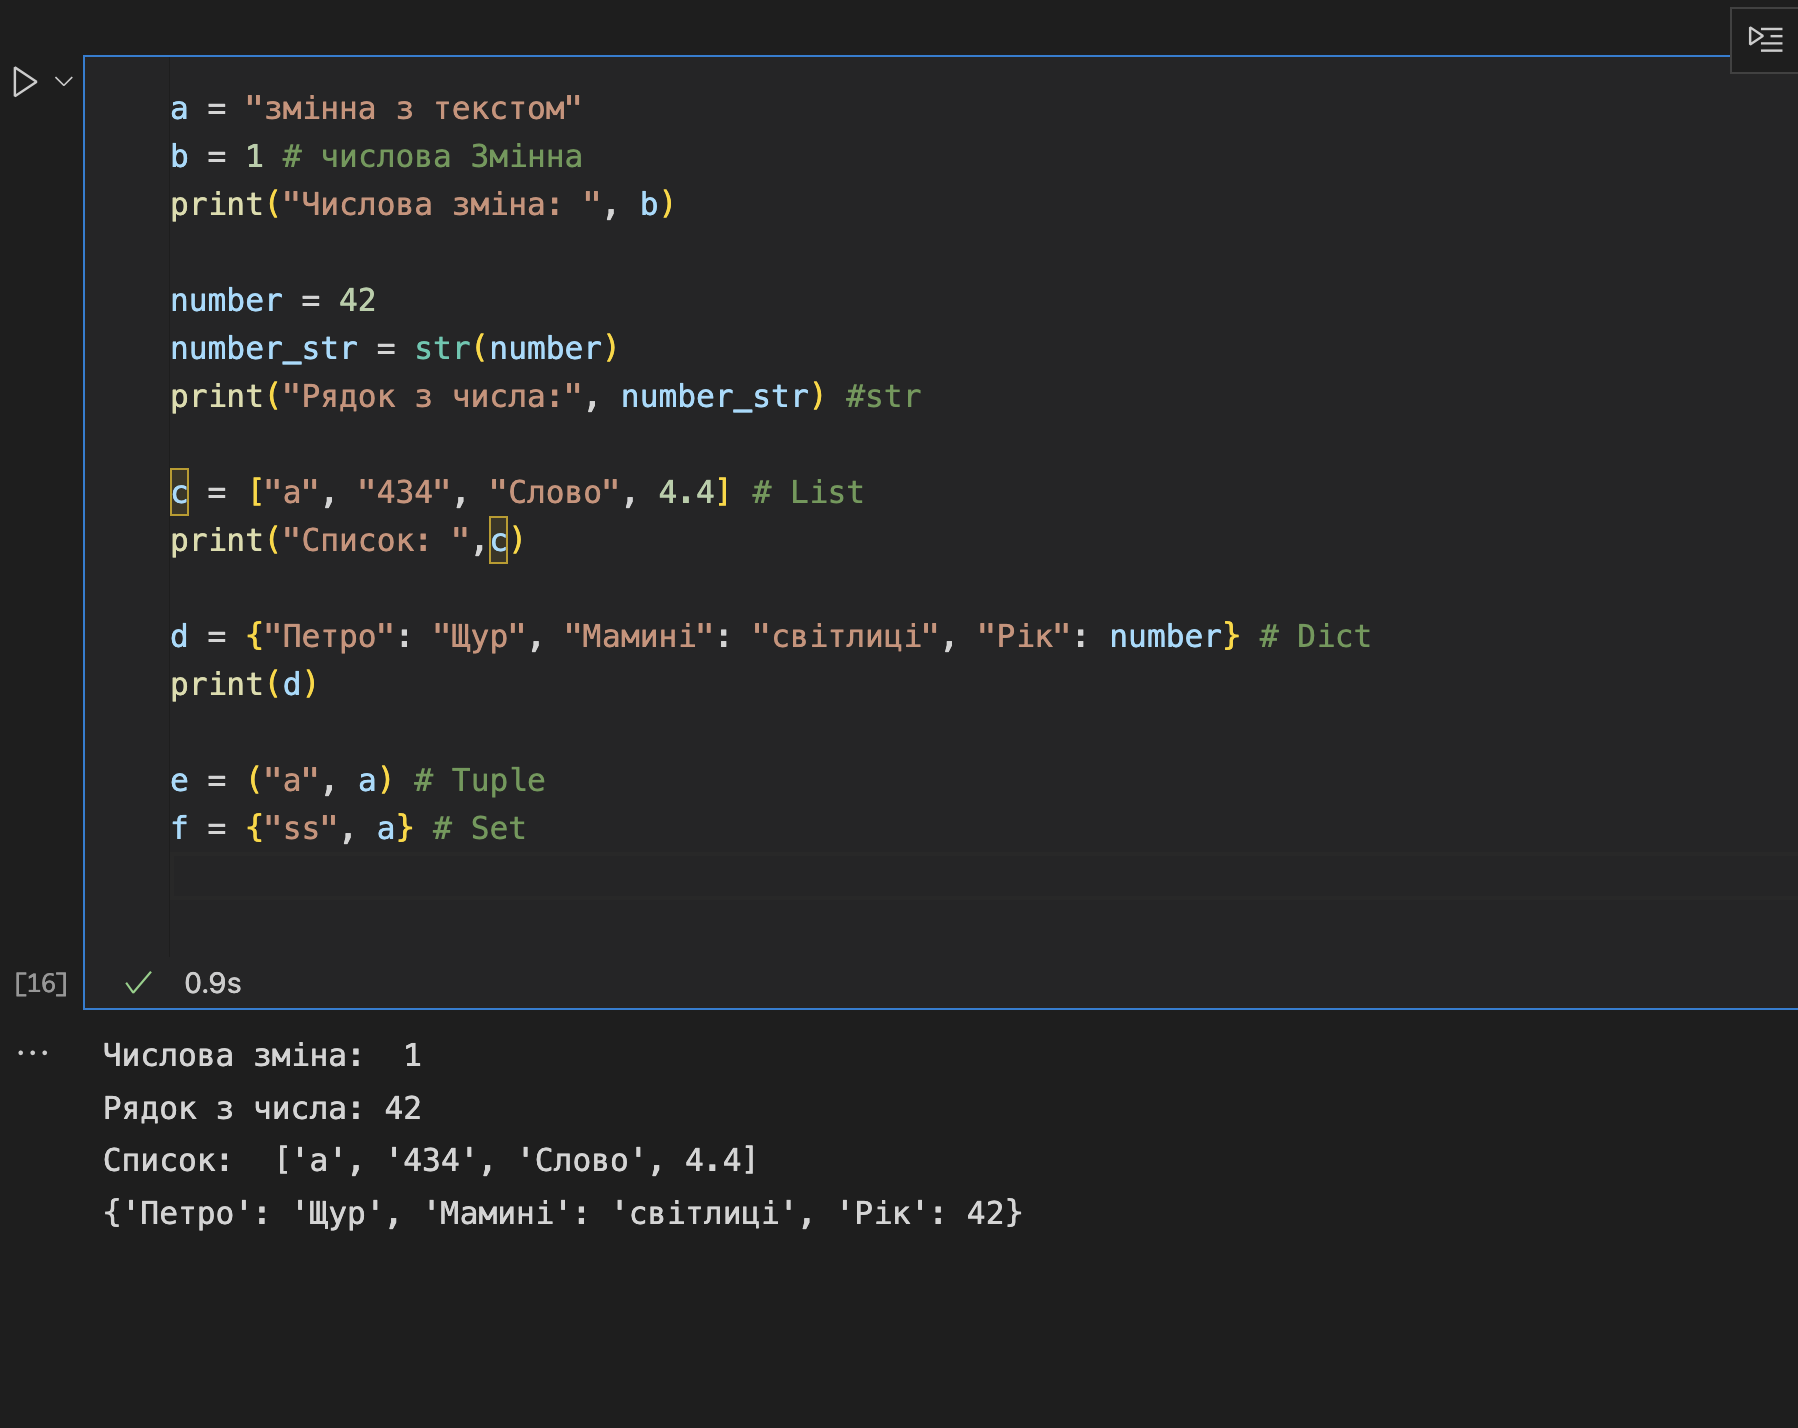 a = "змінна з текстом"
b = 1 # числова Змінна
print("Числова зміна: ", b)
number = 42
number_str = str(number)
print("Рядок з числа:", number_str) #str
c = ["a", "434", "Слово", 4.4] # List
print("Список: ",c)
d = {"Петро": "Щур", "Мамині": "світлиці", "Рік": number} # Dict
print(d)
e = ("a", a) # Tuple
f = {"ss", a} # Set
[16] 0.9s
Числова зміна:  1
Рядок з числа: 42
Список:  ['a', '434', 'Слово', 4.4]
{'Петро': 'Щур', 'Мамині': 'світлиці', 'Рік': 42}